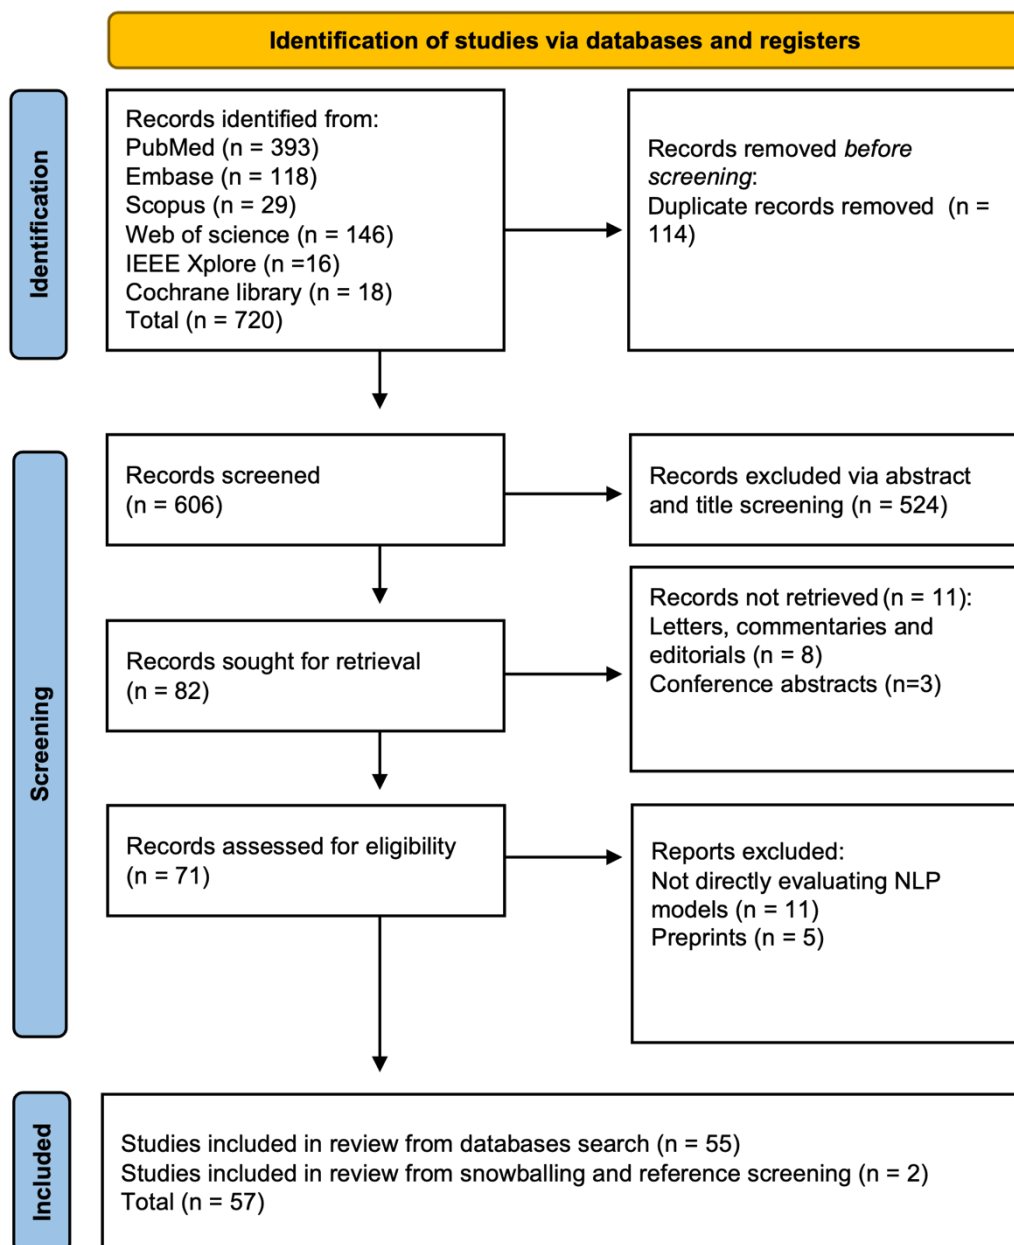 Identification of studies via databases and registers
Identification
Records identified from:
PubMed (n = 393)
Embase (n = 118)
Scopus (n = 29)
Web of science (n = 146)
IEEE Xplore (n =16)
Cochrane library (n = 18)
Total (n = 720)
Records removed before
screening:
Duplicate records removed  (n =
114)
Screening
Records screened
(n = 606)
Records excluded via abstract
and title screening (n = 524)
Records sought for retrieval
(n = 82)
Records not retrieved (n = 11):
Letters, commentaries and
editorials (n = 8)
Conference abstracts (n=3)
Records assessed for eligibility
(n = 71)
Reports excluded:
Not directly evaluating NLP
models (n = 11)
Preprints (n = 5)
Included
Studies included in review from databases search (n = 55)
Studies included in review from snowballing and reference screening (n = 2)
Total (n = 57)